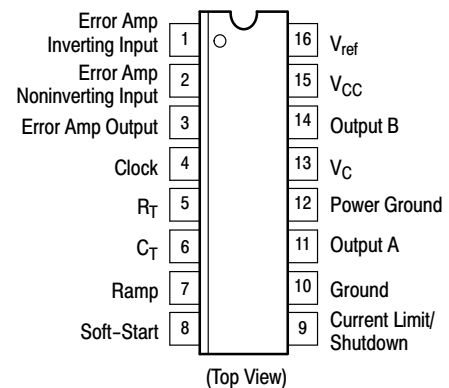 Error Amp
Inverting Input
1
Error Amp
Noninverting Input
2
Error Amp Output
3
Clock
4
RT
5
CT
6
Ramp
7
Soft-Start
8
16
Vref
15
VCC
14
Output B
13
VC
12
Power Ground
11
Output A
10
Ground
9
Current Limit/
Shutdown
(Top View)